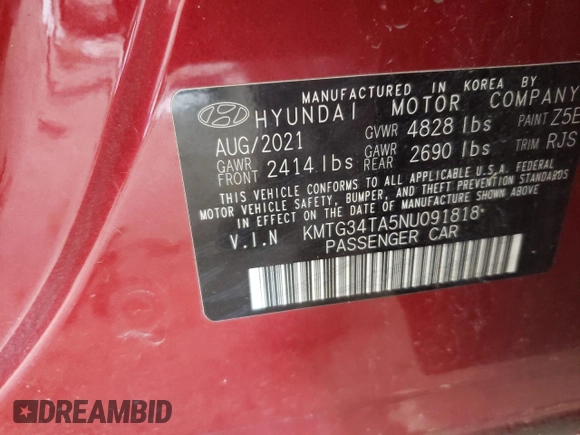 MANUFACTURED IN KOREA BY
HYUNDAI MOTOR COMPANY
AUG/2021 GVWR 4828 lbs PAINT Z5E
GAWR FRONT 2414 lbs GAWR REAR 2690 lbs TRIM RJS
THIS VEHICLE CONFORMS TO ALL APPLICABLE U.S.A. FEDERAL
MOTOR VEHICLE SAFETY, BUMPER, AND THEFT PREVENTION STANDARDS
IN EFFECT ON THE DATE OF MANUFACTURE SHOWN ABOVE.
V.I.N KMTG34TA5NU091818
PASSENGER CAR
DREAMBID